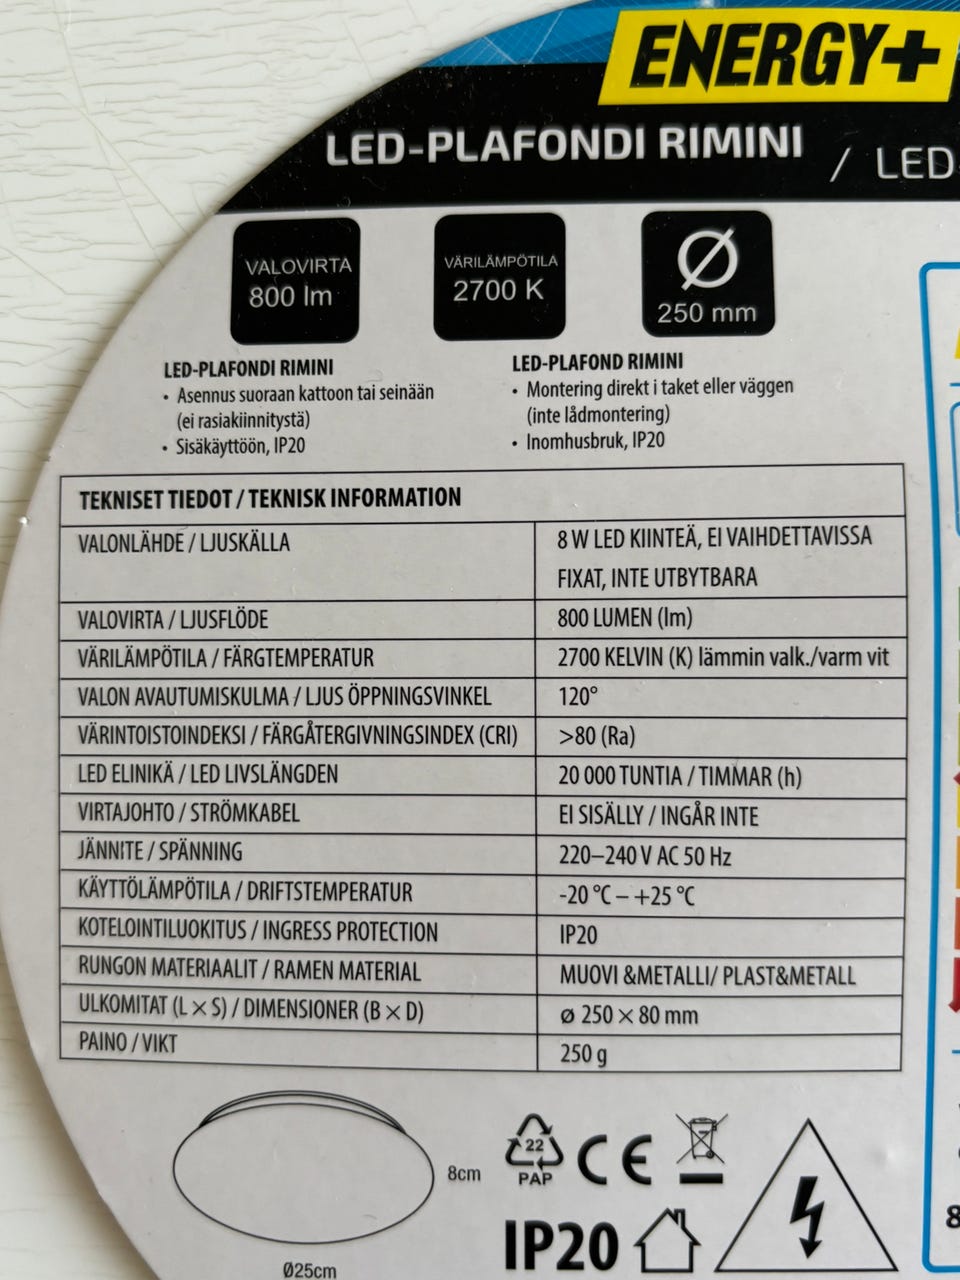 ENERGY+
LED-PLAFONDI RIMINI / LED
VALOVIRTA
800 lm
VÄRILÄMPÖTILA
2700 K
Ø
250 mm
LED-PLAFONDI RIMINI
• Asennus suoraan kattoon tai seinään
(ei rasiakiinnitystä)
• Sisäkäyttöön, IP20
LED-PLAFOND RIMINI
• Montering direkt i taket eller väggen
(inte lådmontering)
• Inomhusbruk, IP20
TEKNISET TIEDOT / TEKNISK INFORMATION
VALONLÄHDE / LJUSKÄLLA 8 W LED KIINTEÄ, EI VAIHDETTAVISSA
FIXAT, INTE UTBYTBARA
VALOVIRTA / LJUSFLÖDE 800 LUMEN (lm)
VÄRILÄMPÖTILA / FÄRGTEMPERATUR 2700 KELVIN (K) lämmin valk./varm vit
VALON AVAUTUMISKULMA / LJUS ÖPPNINGSVINKEL 120°
VÄRINTOISTOINDEKSI / FÄRGÅTERGIVNINGSINDEX (CRI) >80 (Ra)
LED ELINIKÄ / LED LIVSLÄNGDEN 20 000 TUNTIA / TIMMAR (h)
VIRTAJOHTO / STRÖMKABEL EI SISÄLLY / INGÅR INTE
JÄNNITE / SPÄNNING 220–240 V AC 50 Hz
KÄYTTÖLÄMPÖTILA / DRIFTSTEMPERATUR -20 °C – +25 °C
KOTELOINTILUOKITUS / INGRESS PROTECTION IP20
RUNGON MATERIAALIT / RAMEN MATERIAL MUOVI &METALLI/ PLAST&METALL
ULKOMITAT (L × S) / DIMENSIONER (B × D) ø 250 × 80 mm
PAINO / VIKT 250 g
8cm
Ø25cm
22
PAP
CE
IP20
8